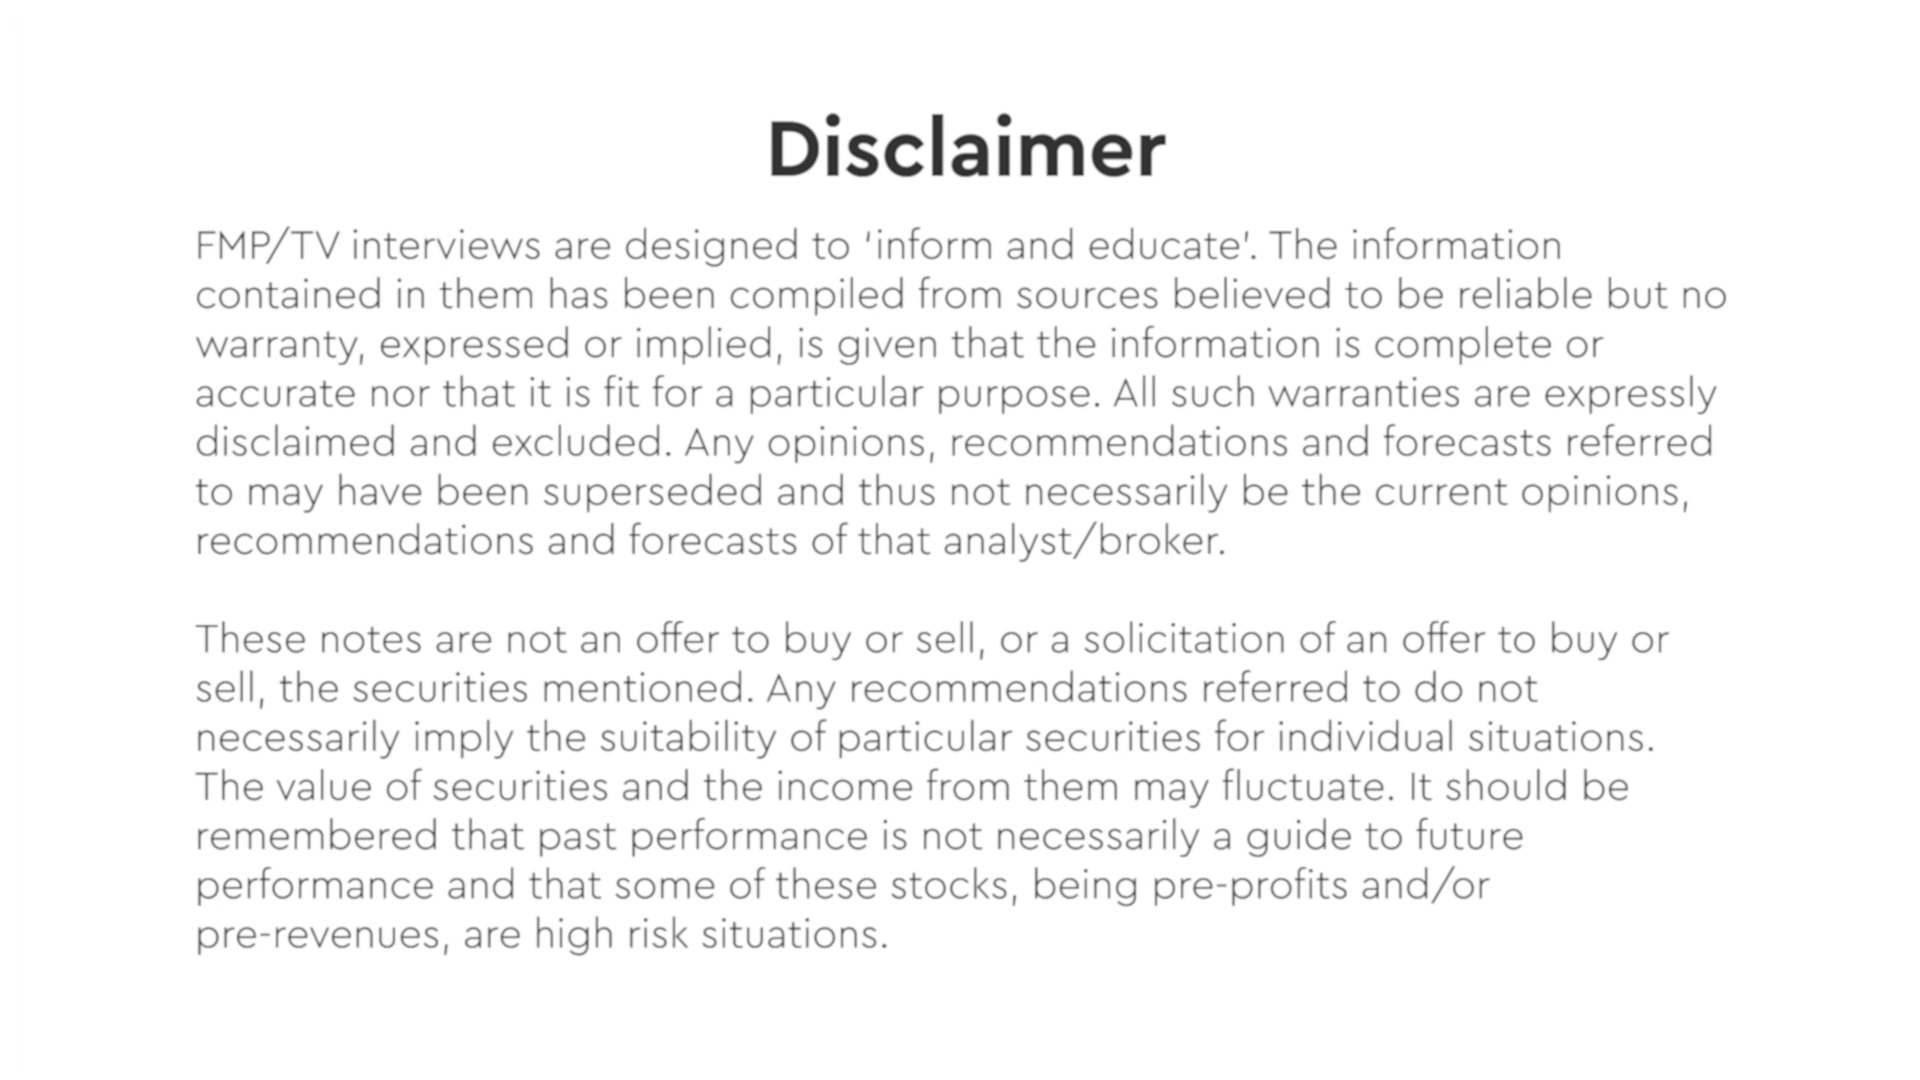 Disclaimer
FMP/TV interviews are designed to 'inform and educate'. The information
contained in them has been compiled from sources believed to be reliable but no
warranty, expressed or implied, is given that the information is complete or
accurate nor that it is fit for a particular purpose. All such warranties are expressly
disclaimed and excluded. Any opinions, recommendations and forecasts referred
to may have been superseded and thus not necessarily be the current opinions,
recommendations and forecasts of that analyst/broker.
These notes are not an offer to buy or sell, or a solicitation of an offer to buy or
sell, the securities mentioned. Any recommendations referred to do not
necessarily imply the suitability of particular securities for individual situations.
The value of securities and the income from them may fluctuate. It should be
remembered that past performance is not necessarily a guide to future
performance and that some of these stocks, being pre-profits and/or
pre-revenues, are high risk situations.